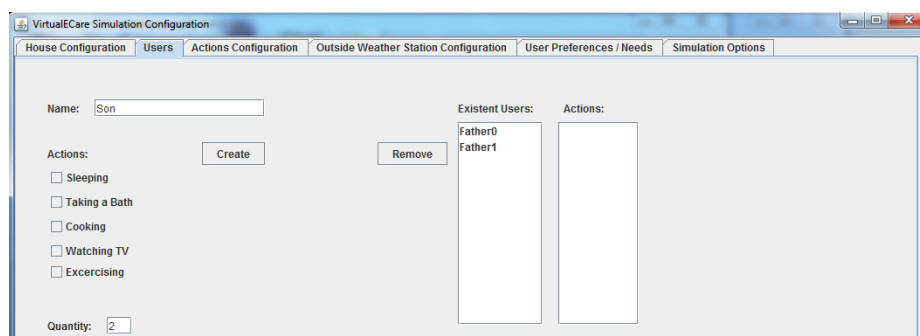 VirtualECare Simulation Configuration
House Configuration Users Actions Configuration Outside Weather Station Configuration User Preferences / Needs Simulation Options
Name: Son Existent Users: Actions:
Father0
Father1
Actions: Create Remove
Sleeping
Taking a Bath
Cooking
Watching TV
Excercising
Quantity: 2